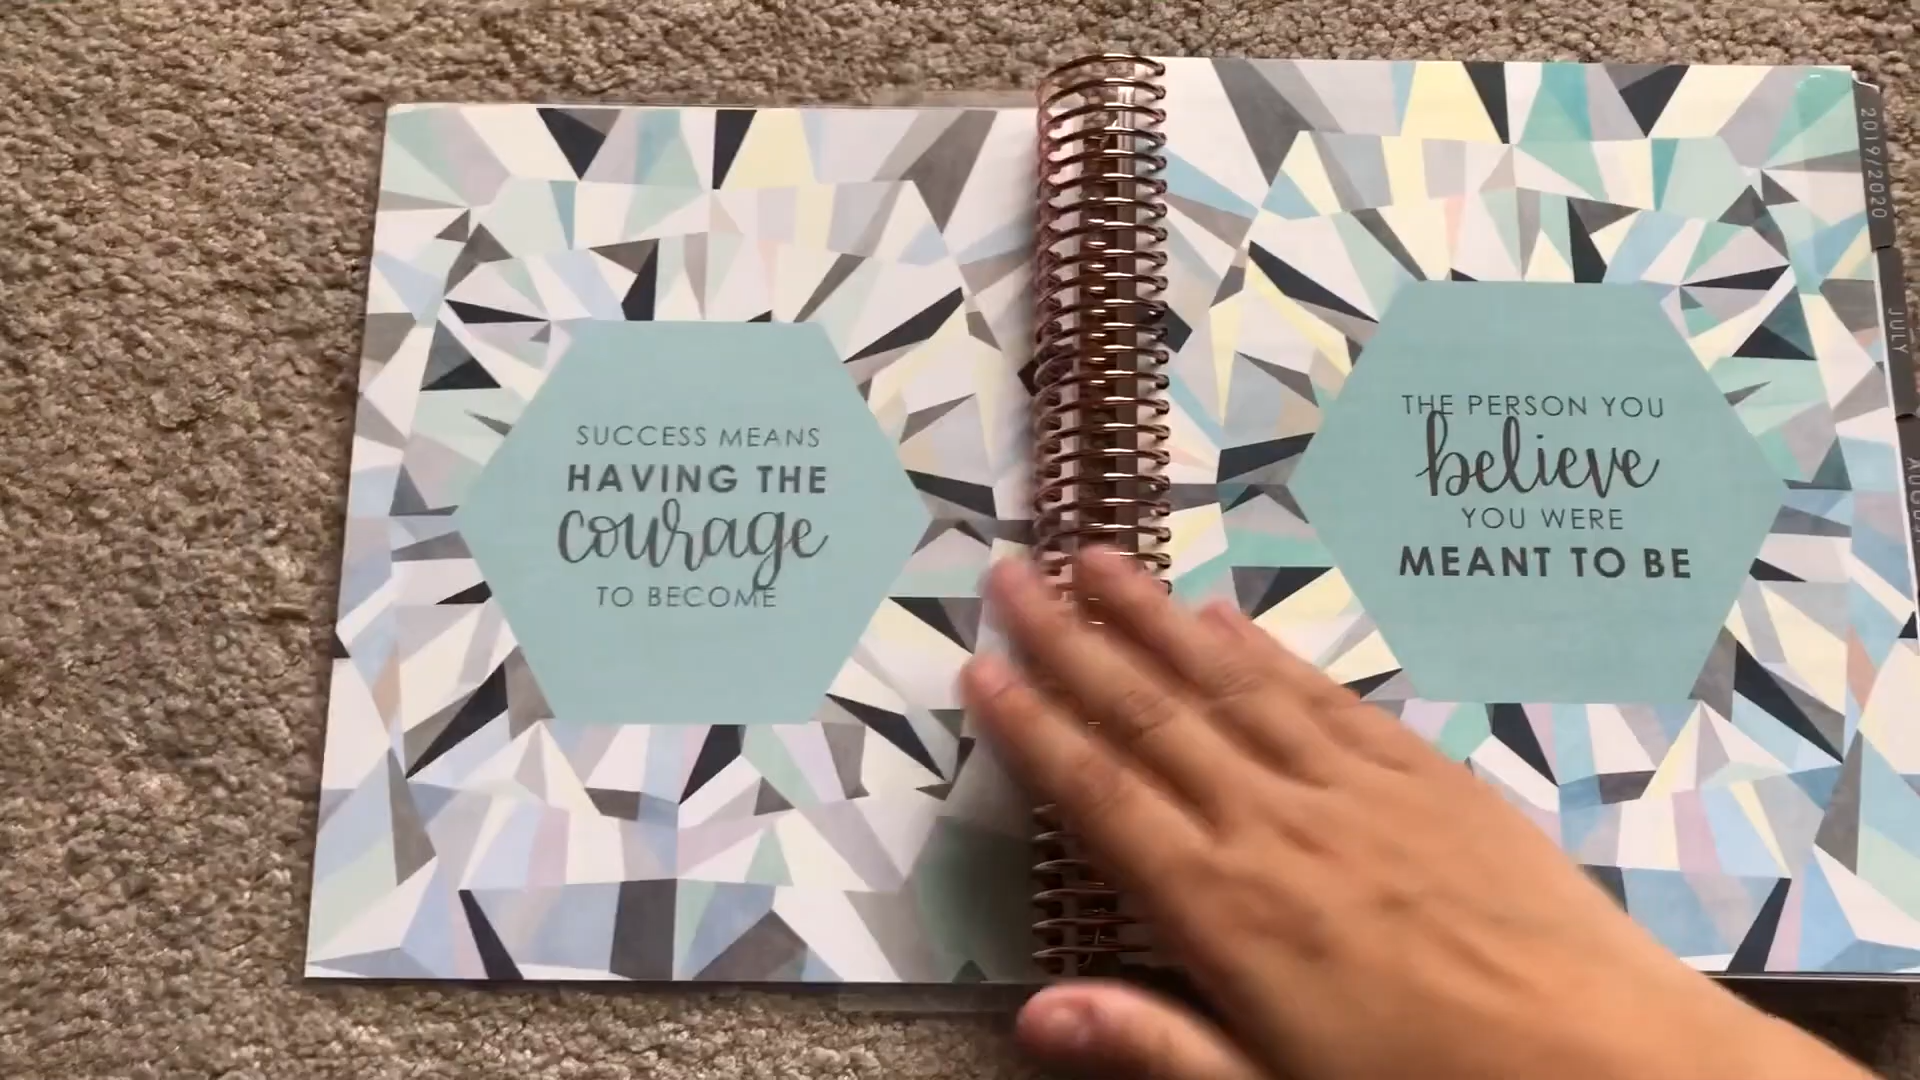 SUCCESS MEANS
HAVING THE
courage
TO BECOME
THE PERSON YOU
believe
YOU WERE
MEANT TO BE
2019/2020
JULY